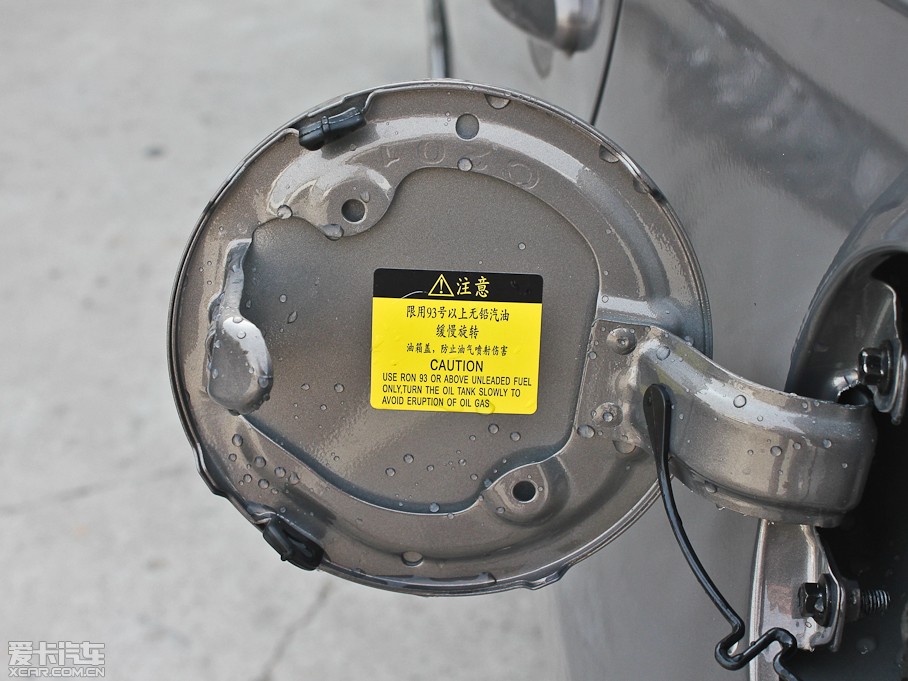 注意
限用93号以上无铅汽油
缓慢旋转
油箱盖，防止油气喷射伤害
CAUTION
USE RON 93 OR ABOVE UNLEADED FUEL
ONLY,TURN THE OIL TANK SLOWLY TO
AVOID ERUPTION OF OIL GAS
爱卡汽车
XCAR.COM.CN